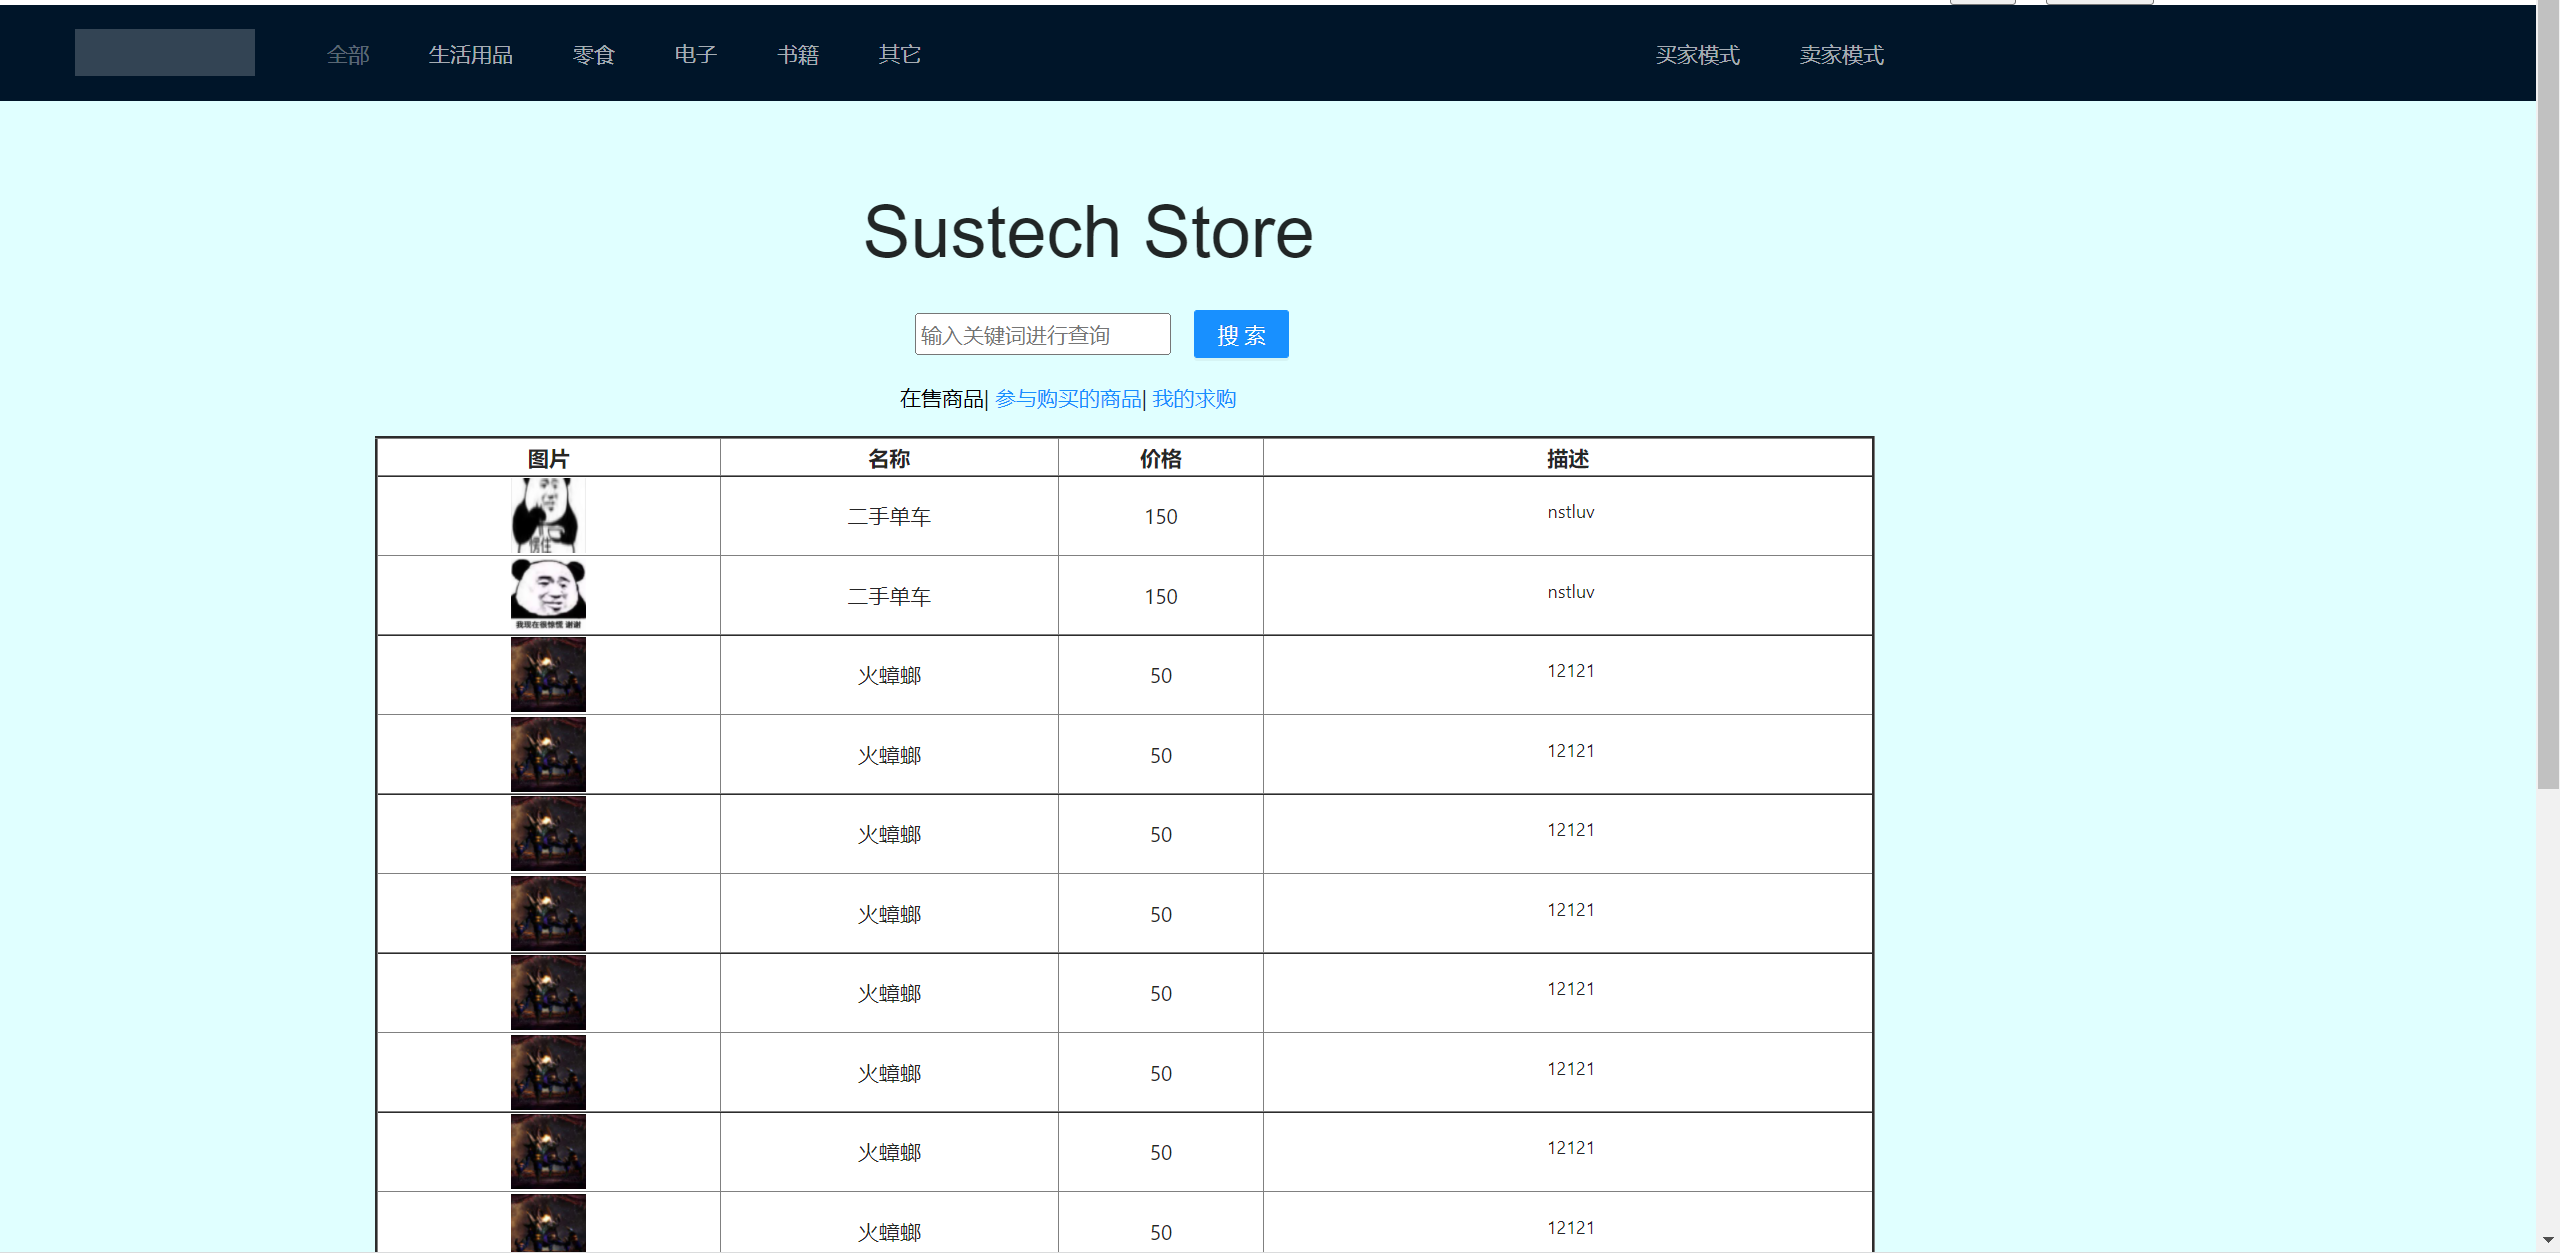 全部 生活用品 零食 电子 书籍 其它 买家模式 卖家模式
Sustech Store
输入关键词进行查询 搜 索
在售商品| 参与购买的商品| 我的求购
图片 名称 价格 描述
二手单车 150 nstluv
二手单车 150 nstluv
我现在很惊慌 谢谢
火蟑螂 50 12121
火蟑螂 50 12121
火蟑螂 50 12121
火蟑螂 50 12121
火蟑螂 50 12121
火蟑螂 50 12121
火蟑螂 50 12121
火蟑螂 50 12121